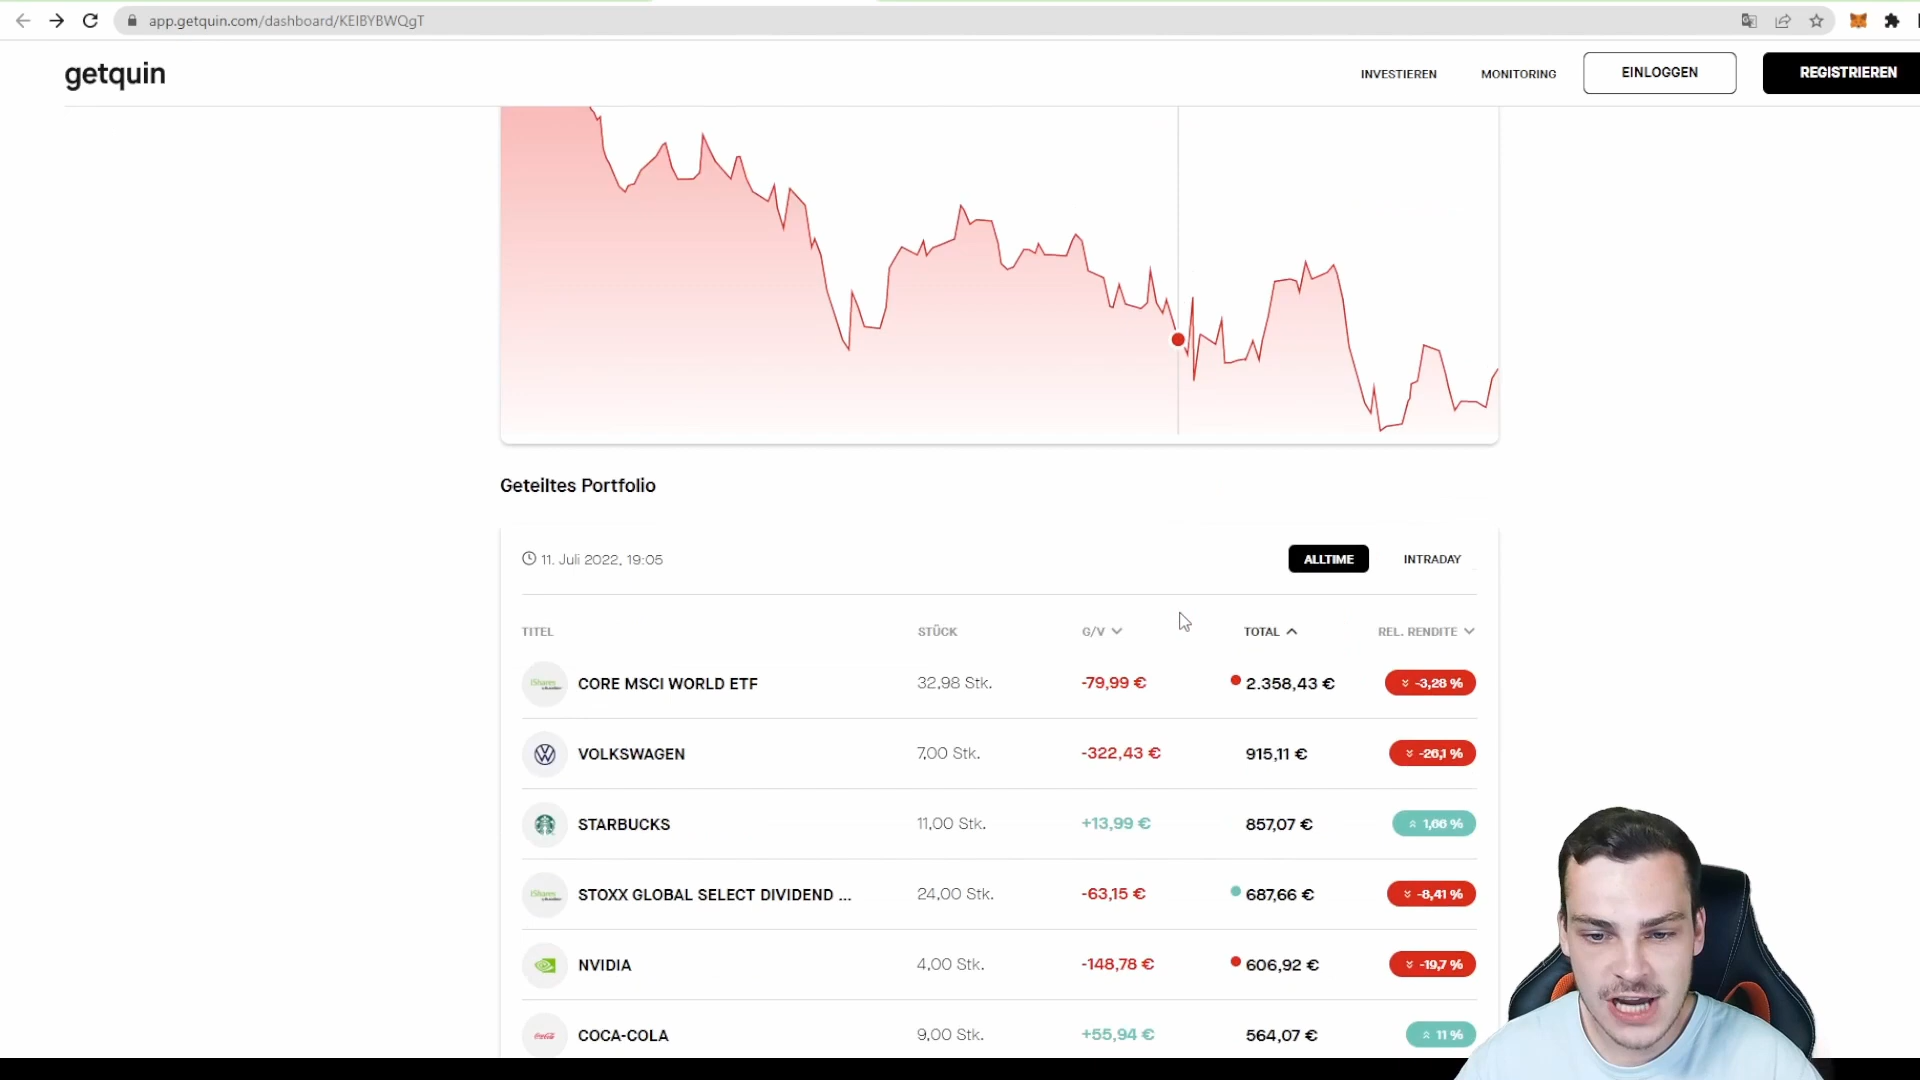 app.getquin.com/dashboard/KEIBYBWQgT
getquin
INVESTIEREN
MONITORING
EINLOGGEN
REGISTRIEREN
Geteiltes Portfolio
11. Juli 2022, 19:05
ALLTIME
INTRADAY
TITEL STÜCK G/V TOTAL REL. RENDITE
CORE MSCI WORLD ETF 32,98 Stk. -79,99 € 2.358,43 € -3,28 %
VOLKSWAGEN 7,00 Stk. -322,43 € 915,11 € -26,1 %
STARBUCKS 11,00 Stk. +13,99 € 857,07 € 1,66 %
STOXX GLOBAL SELECT DIVIDEND ... 24,00 Stk. -63,15 € 687,66 € -8,41 %
NVIDIA 4,00 Stk. -148,78 € 606,92 € -19,7 %
COCA-COLA 9,00 Stk. +55,94 € 564,07 € 11 %